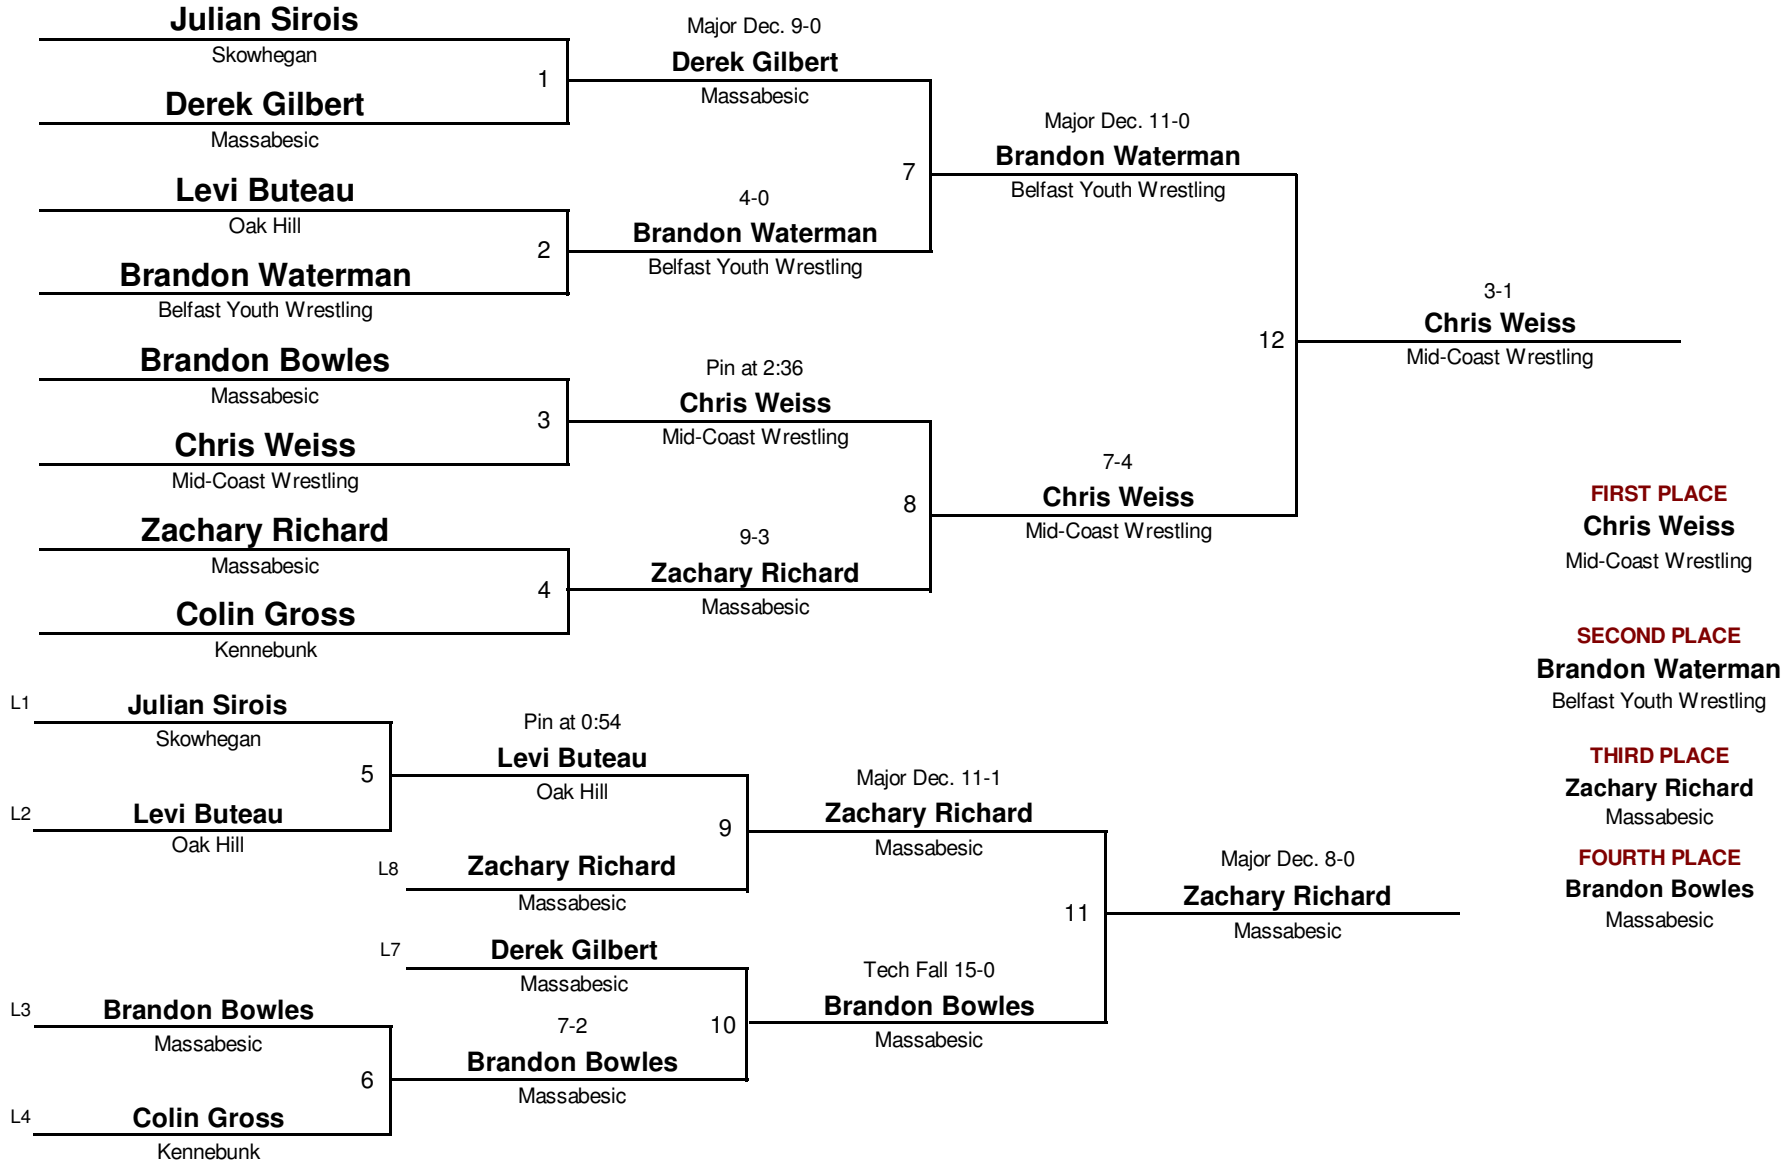 Julian Sirois
Skowhegan
1
Derek Gilbert
Massabesic
Levi Buteau
Oak Hill
2
Brandon Waterman
Belfast Youth Wrestling
Brandon Bowles
Massabesic
3
Chris Weiss
Mid-Coast Wrestling
Zachary Richard
Massabesic
4
Colin Gross
Kennebunk
Major Dec. 9-0
Derek Gilbert
Massabesic
7
4-0
Brandon Waterman
Belfast Youth Wrestling
Pin at 2:36
Chris Weiss
Mid-Coast Wrestling
8
9-3
Zachary Richard
Massabesic
Major Dec. 11-0
Brandon Waterman
Belfast Youth Wrestling
12
7-4
Chris Weiss
Mid-Coast Wrestling
3-1
Chris Weiss
Mid-Coast Wrestling
FIRST PLACE
Chris Weiss
Mid-Coast Wrestling
SECOND PLACE
Brandon Waterman
Belfast Youth Wrestling
THIRD PLACE
Zachary Richard
Massabesic
FOURTH PLACE
Brandon Bowles
Massabesic
L1
Julian Sirois
Skowhegan
5
L2
Levi Buteau
Oak Hill
L3
Brandon Bowles
Massabesic
6
L4
Colin Gross
Kennebunk
Pin at 0:54
Levi Buteau
Oak Hill
9
L8
Zachary Richard
Massabesic
L7
Derek Gilbert
Massabesic
10
7-2
Brandon Bowles
Massabesic
Major Dec. 11-1
Zachary Richard
Massabesic
11
Tech Fall 15-0
Brandon Bowles
Massabesic
Major Dec. 8-0
Zachary Richard
Massabesic